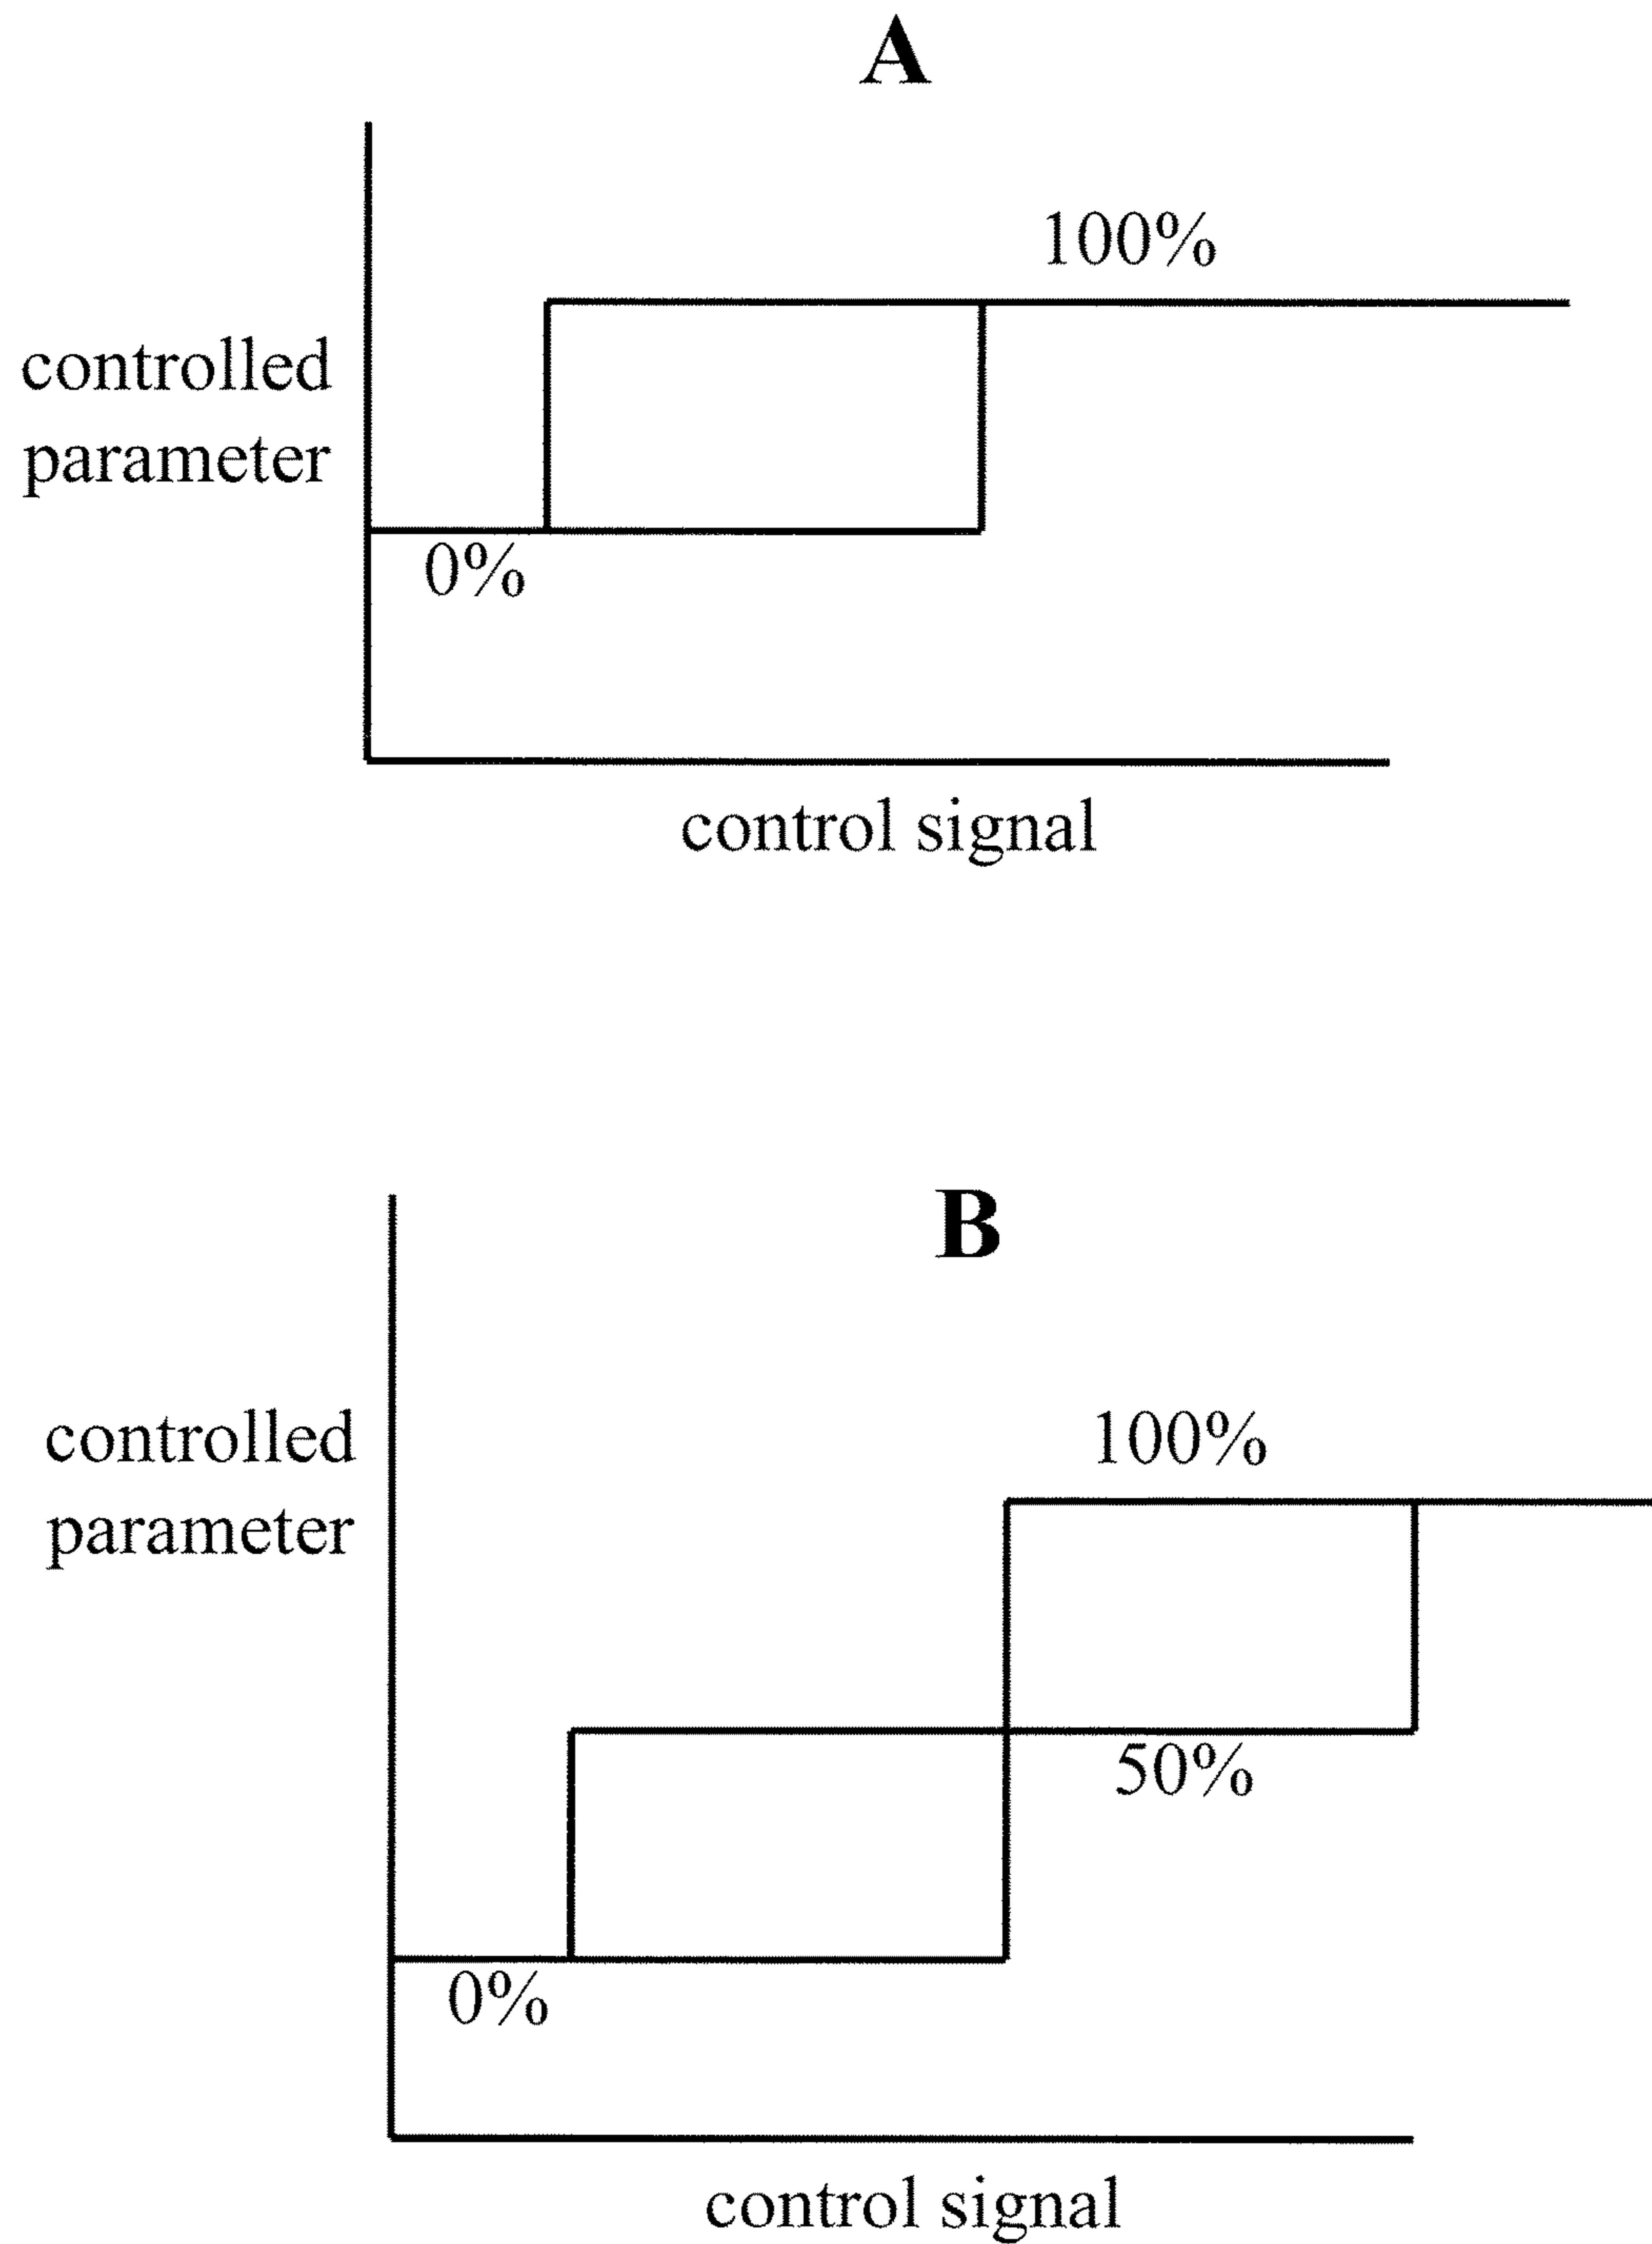 A
100%
controlled
parameter
0%
control signal
B
100%
controlled
parameter
50%
0%
control signal